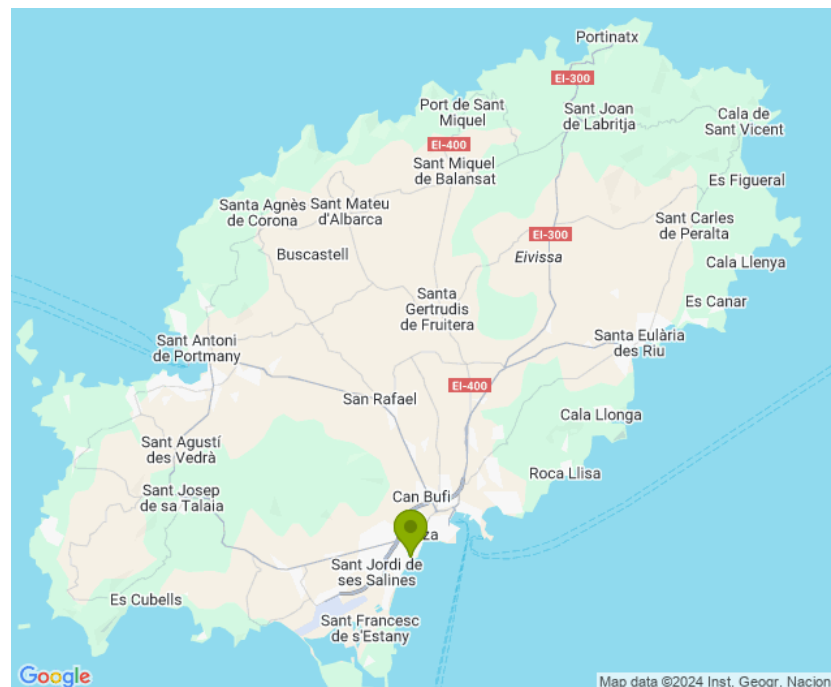 Portinatx
EI-300
Port de Sant
Miquel
Sant Joan
de Labritja
Cala de
Sant Vicent
EI-400
Sant Miquel
de Balansat
Es Figueral
Santa Agnès
de Corona
Sant Mateu
d'Albarca
Sant Carles
de Peralta
EI-300
Buscastell
Eivissa
Cala Llenya
Santa
Gertrudis
de Fruitera
Es Canar
Sant Antoni
de Portmany
Santa Eulària
des Riu
EI-400
San Rafael
Cala Llonga
Sant Agustí
des Vedrà
Roca Llisa
Sant Josep
de sa Talaia
Can Bufi
za
Sant Jordi de
ses Salines
Es Cubells
Sant Francesc
de s'Estany
Google
Map data ©2024 Inst. Geogr. Nacion